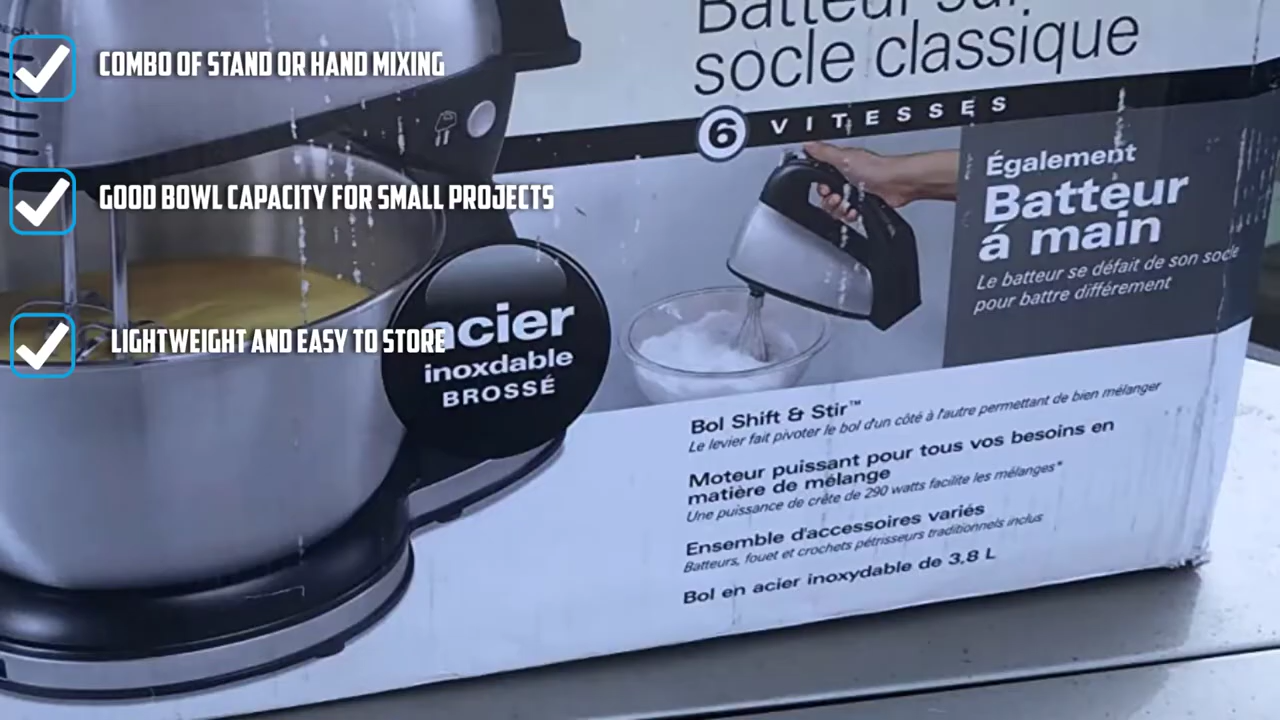 COMBO OF STAND OR HAND MIXING
GOOD BOWL CAPACITY FOR SMALL PROJECTS
LIGHTWEIGHT AND EASY TO STORE
Batteur sur
socle classique
6 VITESSES
Également
Batteur
á main
Le batteur se défait de son socle
pour battre différement
acier
inoxdable
BROSSÉ
Bol Shift & Stir™
Le levier fait pivoter le bol d'un côté à l'autre permettant de bien mélanger
Moteur puissant pour tous vos besoins en
matière de mélange
Une puissance de crête de 290 watts facilite les mélanges*
Ensemble d'accessoires variés
Batteurs, fouet et crochets pétrisseurs traditionnels inclus
Bol en acier inoxydable de 3,8 L